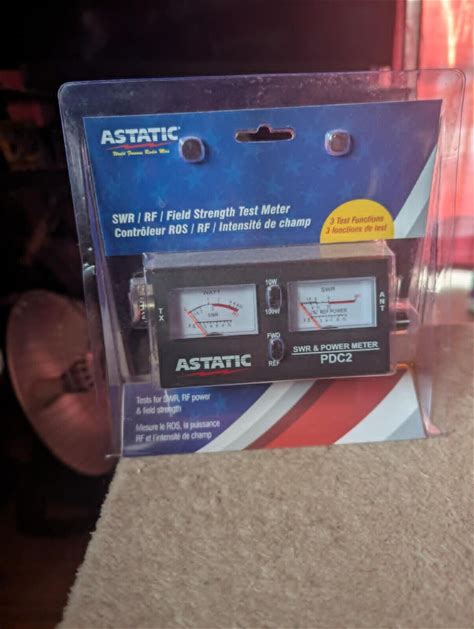 ASTATIC
World Famous Radio Mics
SWR / RF / Field Strength Test Meter
Contrôleur ROS / RF / Intensité de champ
3 Test Functions
3 fonctions de test
WATT
SWR
10W
100W
SWR
REF POWER
TX
ANT
FWD
REF
ASTATIC
SWR & POWER METER
PDC2
Tests for SWR, RF power
& field strength
Mesure le ROS, la puissance
RF et l'intensité de champ